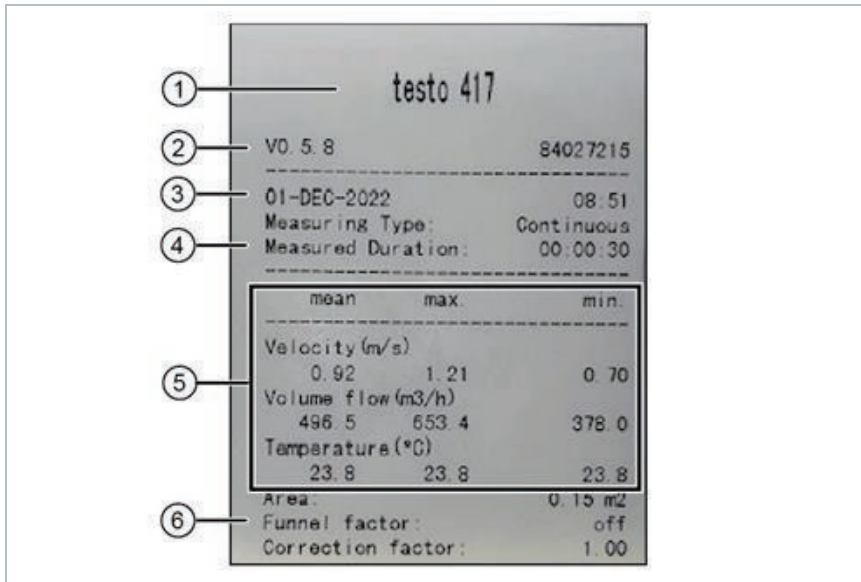 ① testo 417
② V0.5.8 84027215
③ 01-DEC-2022 08:51
Measuring Type: Continuous
④ Measured Duration: 00:00:30
mean max. min.
Velocity(m/s)
0.92 1.21 0.70
⑤
Volume flow(m3/h)
496.5 653.4 378.0
Temperature(°C)
23.8 23.8 23.8
Area: 0.15 m2
⑥ Funnel factor: off
Correction factor: 1.00